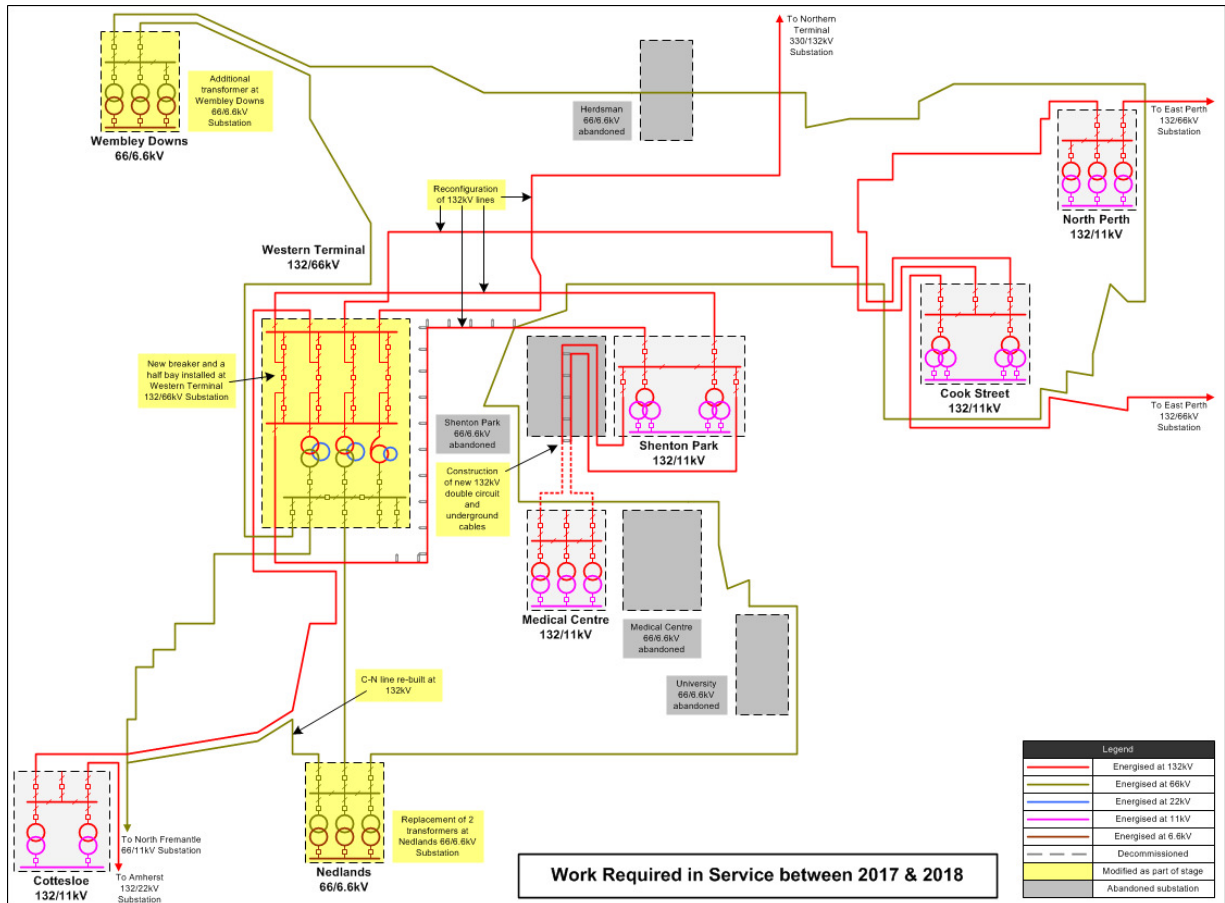 To Northern
Terminal
330/132kV
Substation
Additional
transformer at
Wembley Downs
66/6.6kV
Substation
Herdsman
66/6.6kV
abandoned
To East Perth
132/66kV
Substation
Wembley Downs
66/6.6kV
Reconfiguration
of 132kV lines
North Perth
132/11kV
Western Terminal
132/66kV
New breaker and a
half bay installed at
Western Terminal
132/66kV Substation
Cook Street
132/11kV
To East Perth
132/66kV
Substation
Shenton Park
66/6.6kV
abandoned
Shenton Park
132/11kV
Construction
of new 132kV
double circuit
and
underground
cables
Medical Centre
132/11kV
Medical Centre
66/6.6kV
abandoned
University
66/6.6kV
abandoned
C-N line re-built at
132kV
To North Fremantle
66/11kV Substation
To Amherst
132/22kV
Substation
Cottesloe
132/11kV
Replacement of 2
transformers at
Nedlands 66/6.6kV
Substation
Nedlands
66/6.6kV
Work Required in Service between 2017 & 2018
Legend
Energised at 132kV
Energised at 66kV
Energised at 22kV
Energised at 11kV
Energised at 6.6kV
Decommissioned
Modified as part of stage
Abandoned substation